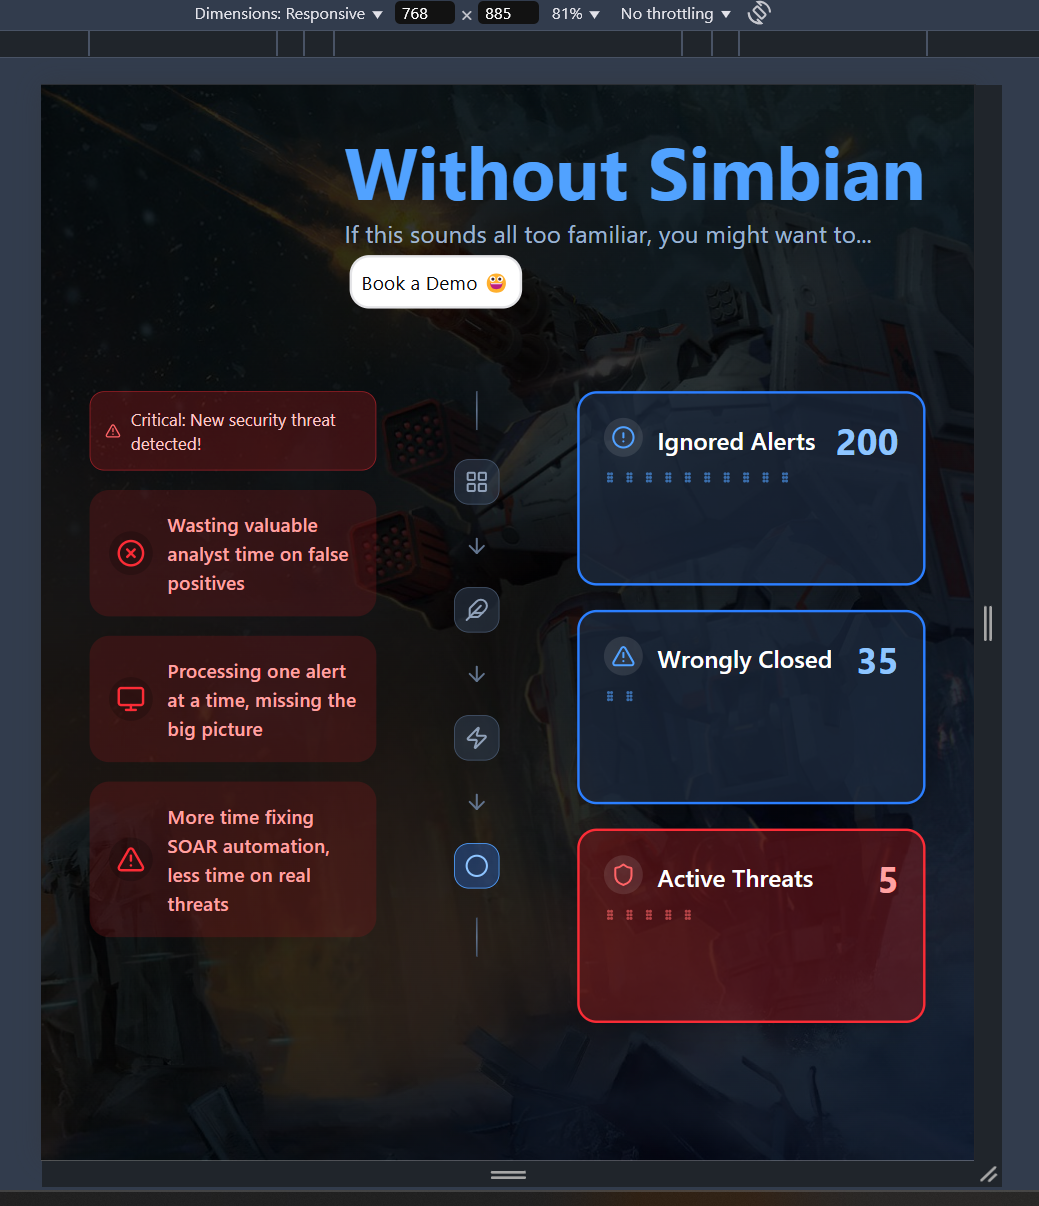 Dimensions: Responsive ▼ 768 × 885 81% ▼ No throttling ▼
Without Simbian
If this sounds all too familiar, you might want to...
Book a Demo 😀
Critical: New security threat
detected!
Wasting valuable
analyst time on false
positives
Processing one alert
at a time, missing the
big picture
More time fixing
SOAR automation,
less time on real
threats
Ignored Alerts 200
Wrongly Closed 35
Active Threats 5